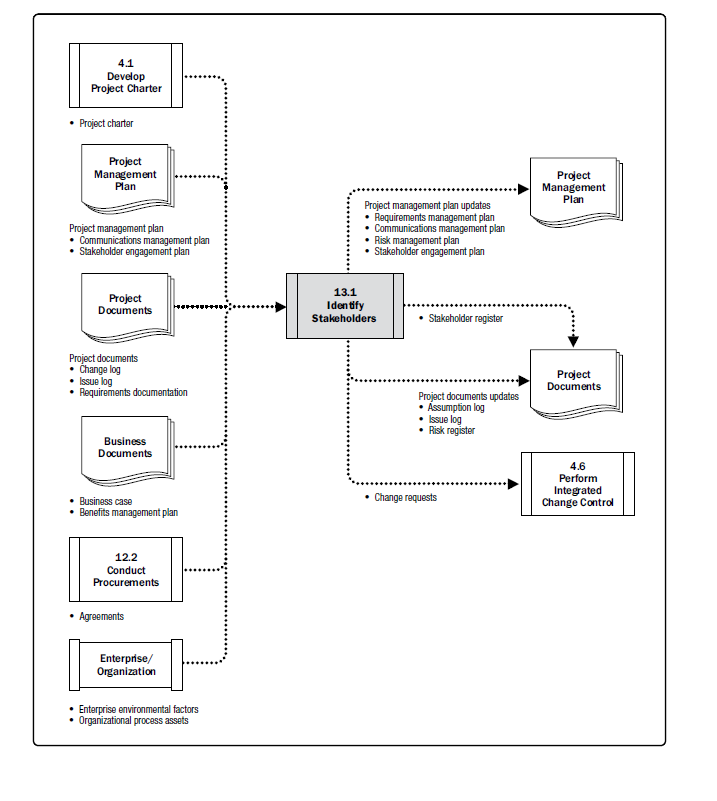 4.1
Develop
Project Charter
• Project charter
Project
Management
Plan
Project management plan
• Communications management plan
• Stakeholder engagement plan
Project
Documents
Project documents
• Change log
• Issue log
• Requirements documentation
Business
Documents
• Business case
• Benefits management plan
12.2
Conduct
Procurements
• Agreements
Enterprise/
Organization
• Enterprise environmental factors
• Organizational process assets
13.1
Identify
Stakeholders
Project management plan updates
• Requirements management plan
• Communications management plan
• Risk management plan
• Stakeholder engagement plan
Project
Management
Plan
• Stakeholder register
Project
Documents
Project documents updates
• Assumption log
• Issue log
• Risk register
• Change requests
4.6
Perform
Integrated
Change Control